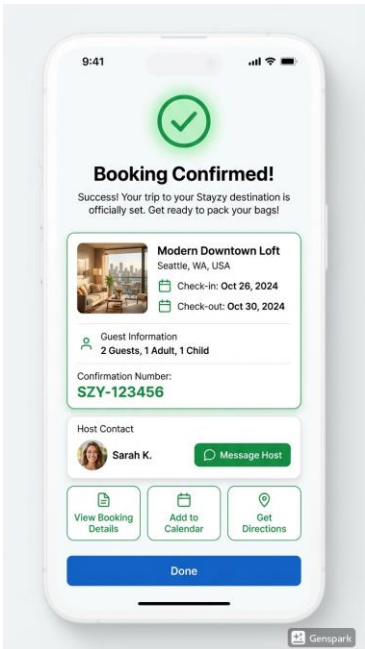 9:41
Booking Confirmed!
Success! Your trip to your Stayzy destination is
officially set. Get ready to pack your bags!
Modern Downtown Loft
Seattle, WA, USA
Check-in: Oct 26, 2024
Check-out: Oct 30, 2024
Guest Information
2 Guests, 1 Adult, 1 Child
Confirmation Number:
SZY-123456
Host Contact
Sarah K.
Message Host
View Booking
Details
Add to
Calendar
Get
Directions
Done
Genspark